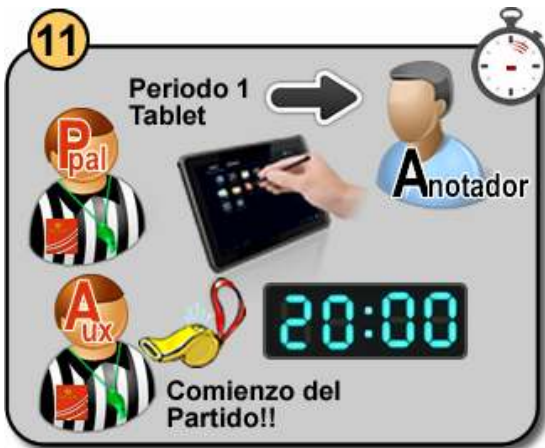 11
Periodo 1
Tablet
Ppal
Anotador
Aux
20:00
Comienzo del
Partido!!